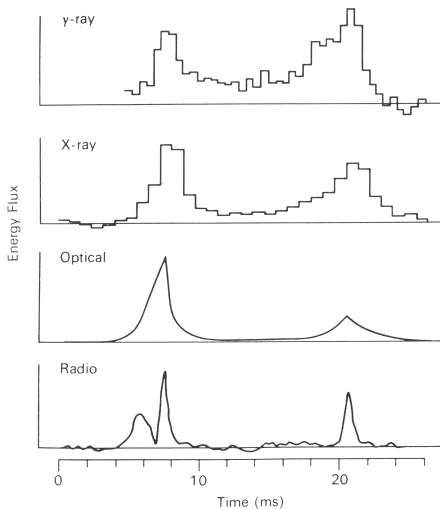 γ-ray
X-ray
Energy Flux
Optical
Radio
0 10 20
Time (ms)